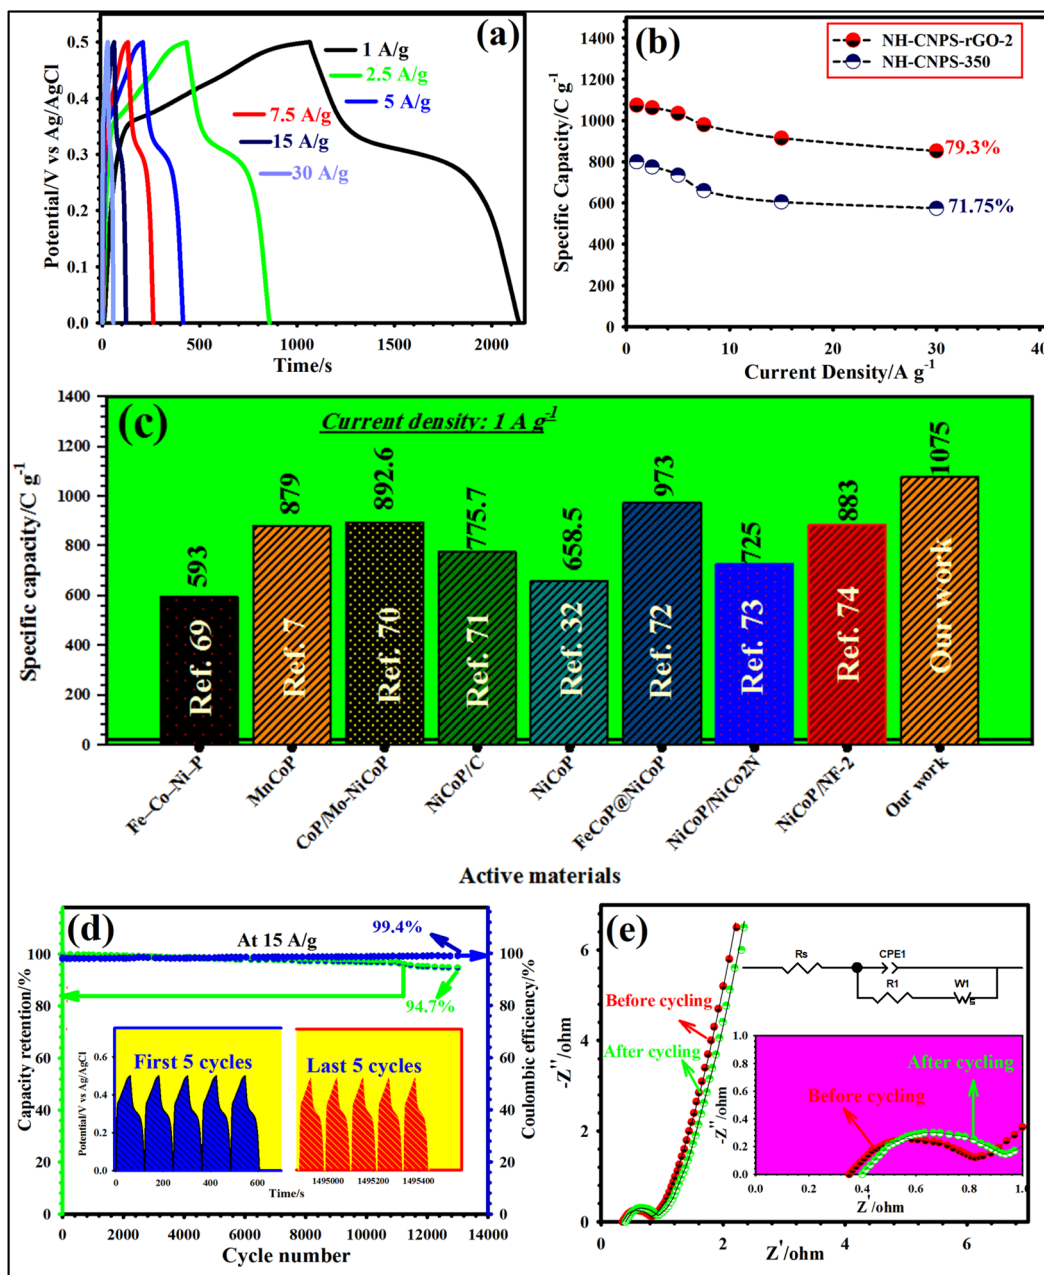 (a)
0.5
0.4
0.3
0.2
0.1
0.0
Potential/V vs Ag/AgCl
1 A/g
2.5 A/g
5 A/g
7.5 A/g
15 A/g
30 A/g
0 500 1000 1500 2000
Time/s
(b)
1400
1200
1000
800
600
400
200
0
Specific Capacity/C g-1
NH-CNPS-rGO-2
NH-CNPS-350
79.3%
71.75%
0 10 20 30 40
Current Density/A g-1
(c)
Current density: 1 A g-1
1400
1200
1000
800
600
400
200
0
Specific capacity/C g-1
593
879
892.6
775.7
658.5
973
725
883
1075
Ref. 69
Ref. 7
Ref. 70
Ref. 71
Ref. 32
Ref. 72
Ref. 73
Ref. 74
Our work
Fe–Co–Ni–P
MnCoP
CoP/Mo-NiCoP
NiCoP/C
NiCoP
FeCoP@NiCoP
NiCoP/NiCo2N
NiCoP/NF-2
Our work
Active materials
(d)
At 15 A/g
99.4%
94.7%
100
80
60
40
20
0
Capacity retention/%
100
80
60
40
20
0
Coulombic efficiency/%
First 5 cycles
Last 5 cycles
0.6
0.4
0.2
0.0
Potential/V vs Ag/AgCl
0 200 400 600
1495000 1495200 1495400
Time/s
0 2000 4000 6000 8000 10000 12000 14000
Cycle number
(e)
-6
-4
-2
0
-Z''/ohm
Rs CPE1
R1 W1
s
Before cycling
After cycling
1.0
0.8
0.6
0.4
0.2
0.0
-Z''/ohm
After cycling
Before cycling
0.0 0.2 0.4 0.6 0.8 1.0
Z'/ohm
0 2 4 6
Z'/ohm